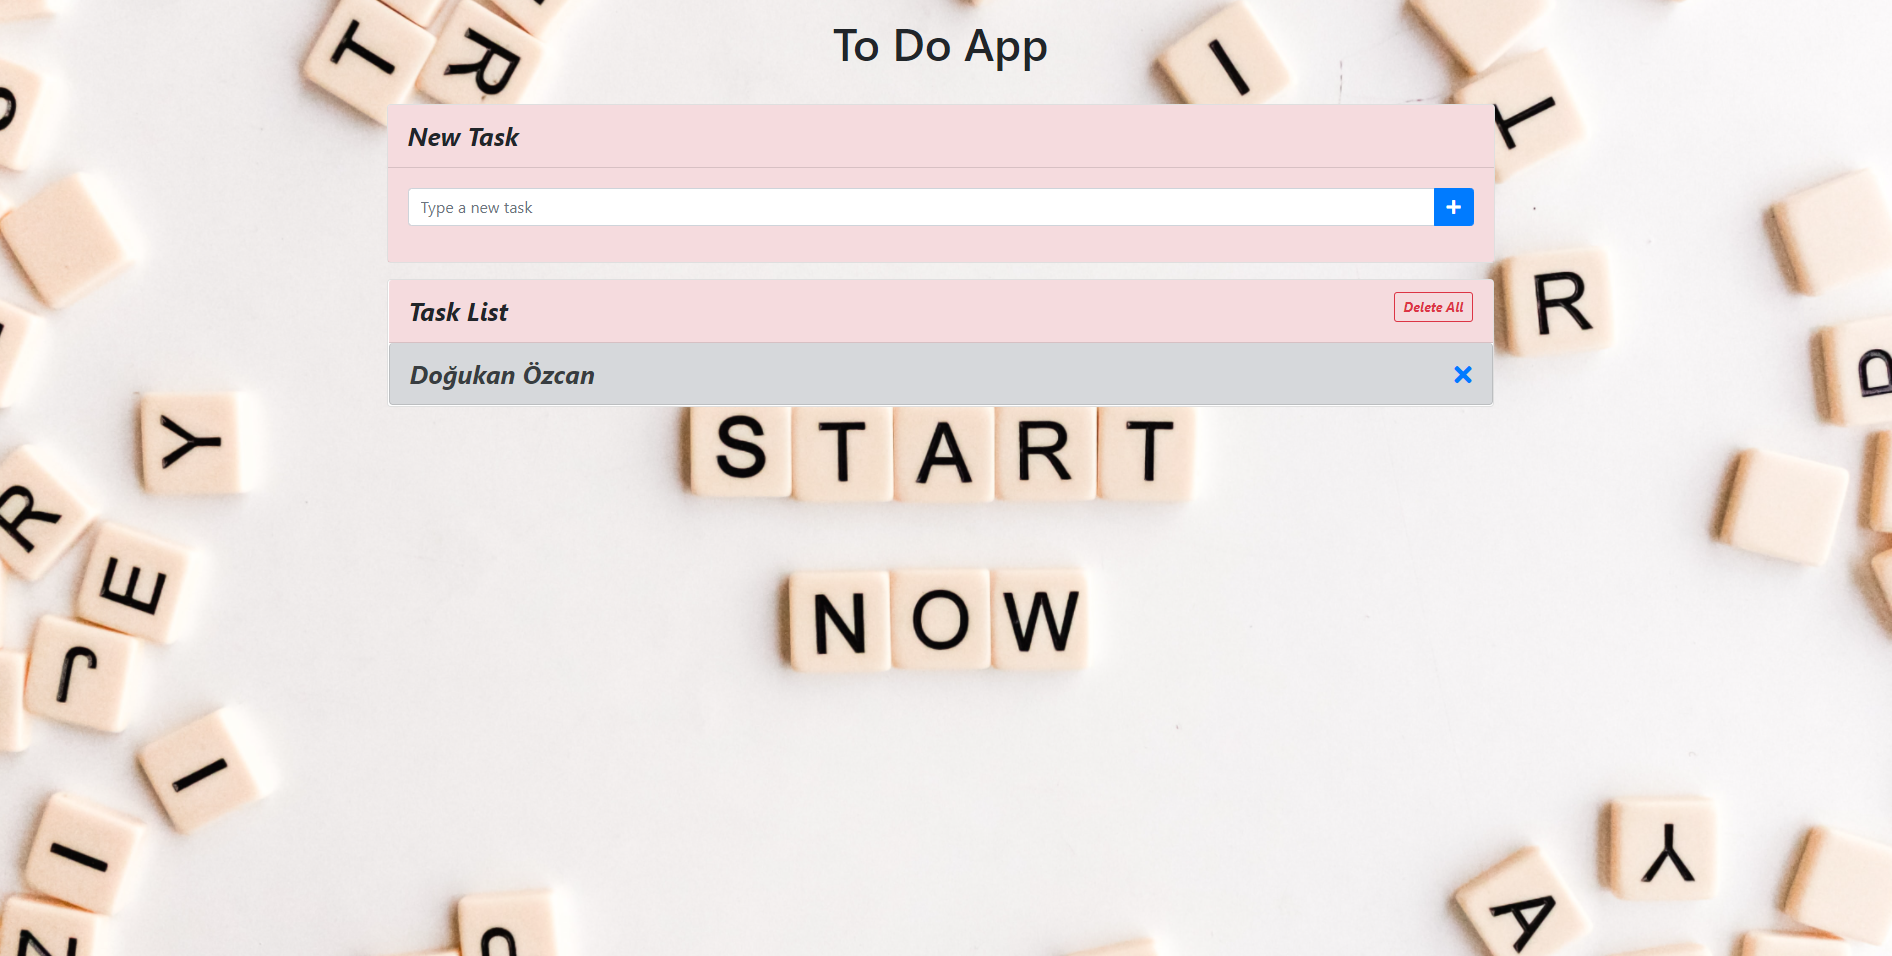 To Do App
New Task
Type a new task
Task List
Delete All
Doğukan Özcan
START
NOW
T
R
I
T
R
Y
R
E
J
I
I
Z
A
Y